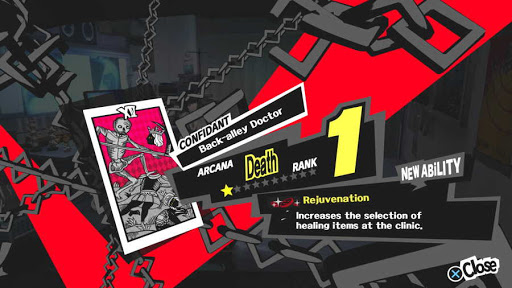 CONFIDANT
Back-alley Doctor
ARCANA Death RANK 1
NEW ABILITY
Rejuvenation
Increases the selection of
healing items at the clinic.
Close